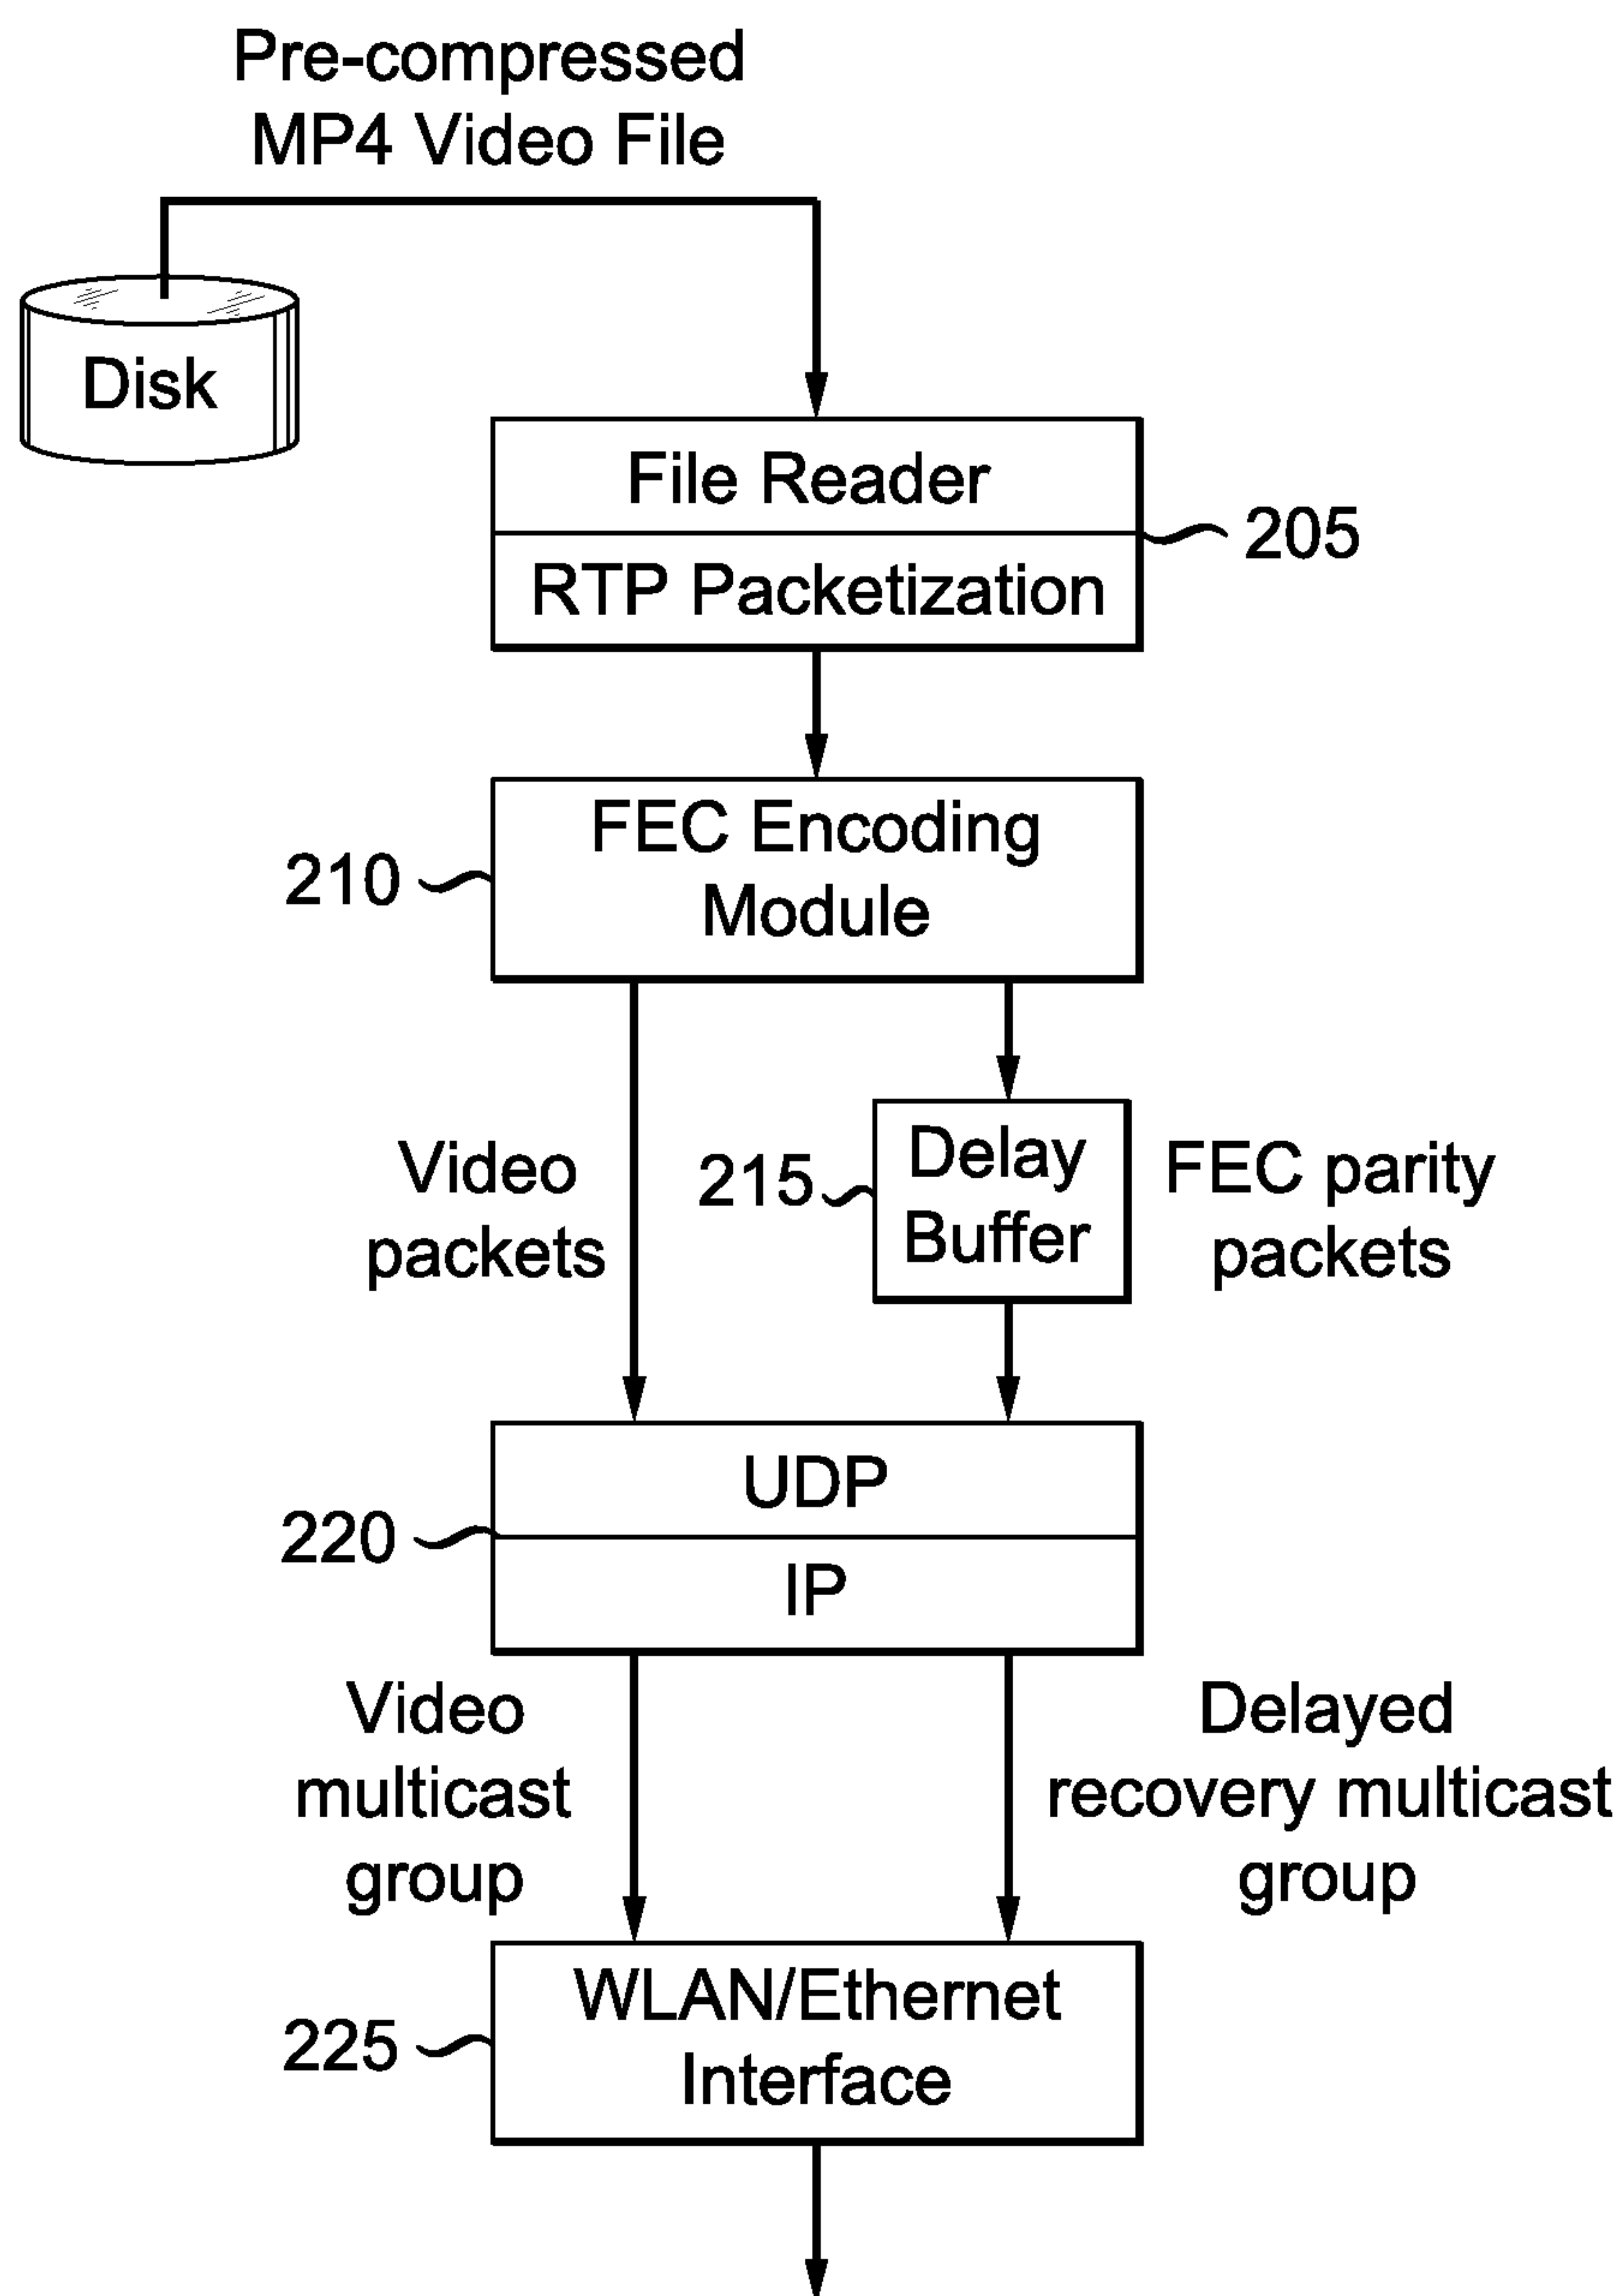 Pre-compressed
MP4 Video File
Disk
File Reader
205
RTP Packetization
FEC Encoding
210
Module
Video
packets
215
Delay
Buffer
FEC parity
packets
UDP
220
IP
Video
multicast
group
Delayed
recovery multicast
group
WLAN/Ethernet
225
Interface